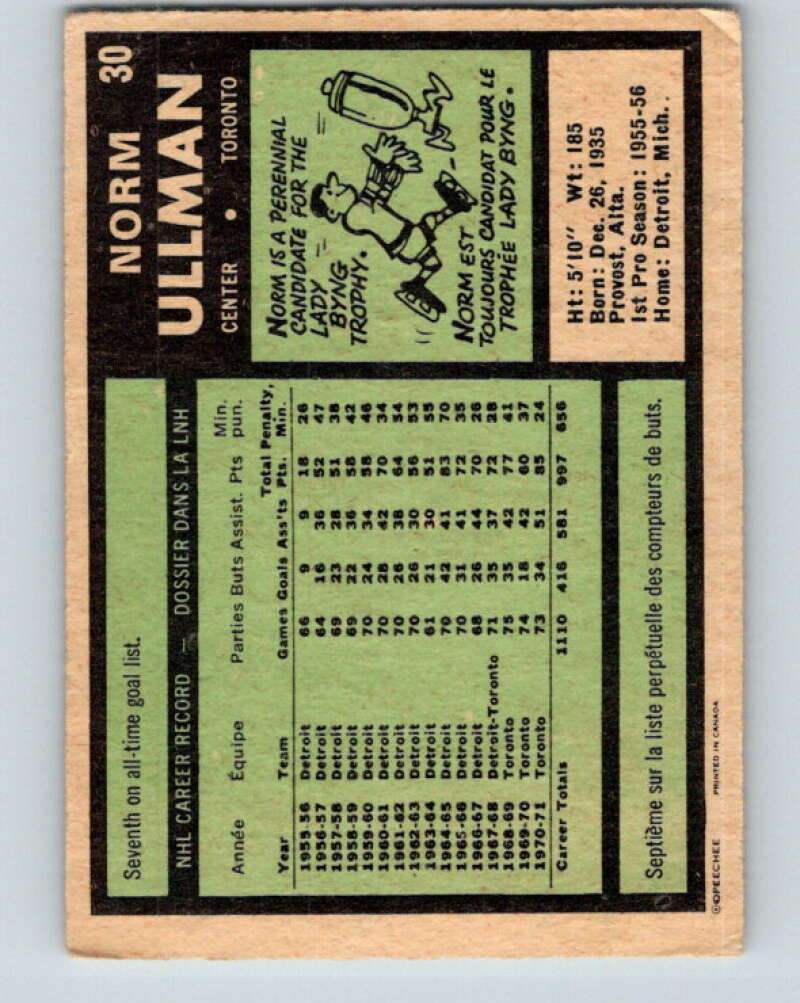 Seventh on all-time goal list.
NHL CAREER RECORD — DOSSIER DANS LA LNH
Année Équipe Parties Buts Assist. Pts Min. pun.
Year Team Games Goals Ass'ts Total Pts. Penalty, Min.
1955-56 Detroit 66 9 9 18 26
1956-57 Detroit 64 16 36 52 47
1957-58 Detroit 69 23 28 51 38
1958-59 Detroit 69 22 36 58 42
1959-60 Detroit 70 24 34 58 46
1960-61 Detroit 70 28 42 70 34
1961-62 Detroit 70 26 38 64 54
1962-63 Detroit 70 26 30 56 53
1963-64 Detroit 61 21 30 51 55
1964-65 Detroit 70 42 41 83 70
1965-66 Detroit 70 31 41 72 35
1966-67 Detroit 68 26 44 70 26
1967-68 Detroit-Toronto 71 35 37 72 28
1968-69 Toronto 75 35 42 77 41
1969-70 Toronto 74 18 42 60 37
1970-71 Toronto 73 34 51 85 24
Career Totals 1110 416 581 997 656
Septième sur la liste perpétuelle des compteurs de buts.
NORM 30
ULLMAN
CENTER • TORONTO
NORM IS A PERENNIAL
CANDIDATE FOR THE
LADY
BYNG
TROPHY.
NORM EST
TOUJOURS CANDIDAT POUR LE
TROPHÉE LADY BYNG.
Ht: 5'10" Wt: 185
Born: Dec. 26, 1935
Provost, Alta.
1st Pro Season: 1955-56
Home: Detroit, Mich.
©OPEECHEE PRINTED IN CANADA